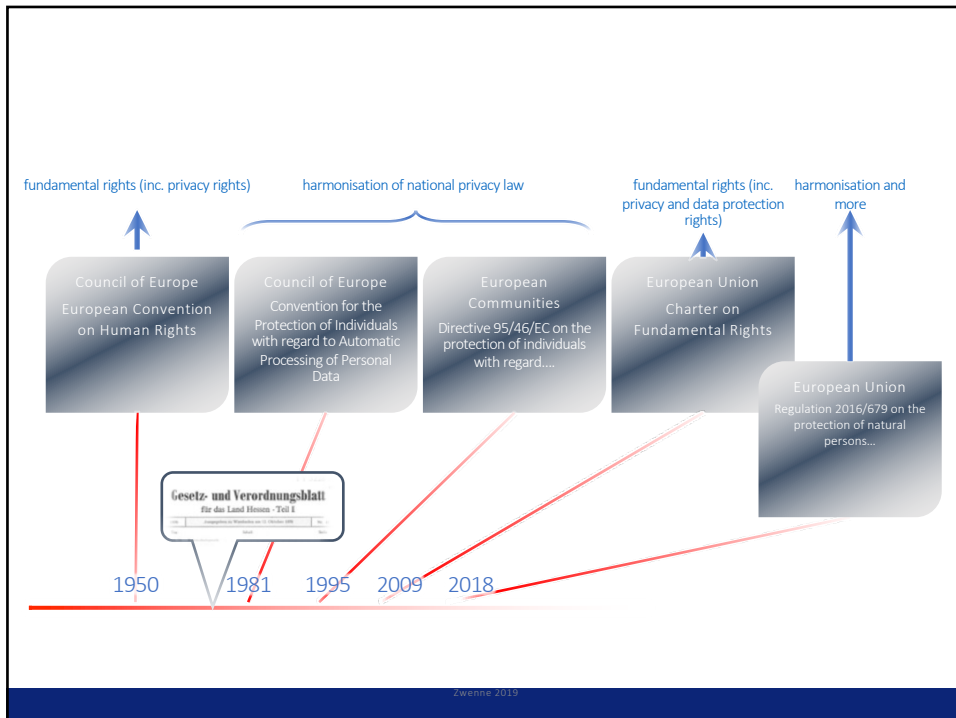 fundamental rights (inc. privacy rights)
harmonisation of national privacy law
fundamental rights (inc.
privacy and data protection
rights)
harmonisation and
more
Council of Europe
European Convention
on Human Rights
Council of Europe
Convention for the
Protection of Individuals
with regard to Automatic
Processing of Personal
Data
European
Communities
Directive 95/46/EC on the
protection of individuals
with regard....
European Union
Charter on
Fundamental Rights
European Union
Regulation 2016/679 on the
protection of natural
persons...
Gesetz- und Verordnungsblatt
für das Land Hessen - Teil I
1950
1981
1995
2009
2018
Zwenne 2019